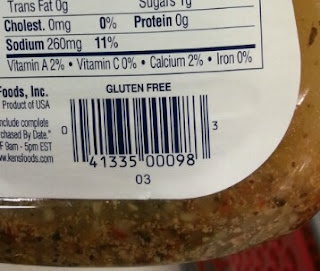 Trans Fat 0g Sugars 1g
Cholest. 0mg 0% Protein 0g
Sodium 260mg 11%
Vitamin A 2% • Vitamin C 0% • Calcium 2% • Iron 0%
Foods, Inc. GLUTEN FREE
Product of USA
include complete
rchased By Date."
F 9am - 5pm EST
w.kensfoods.com
0 41335 00098 3
03